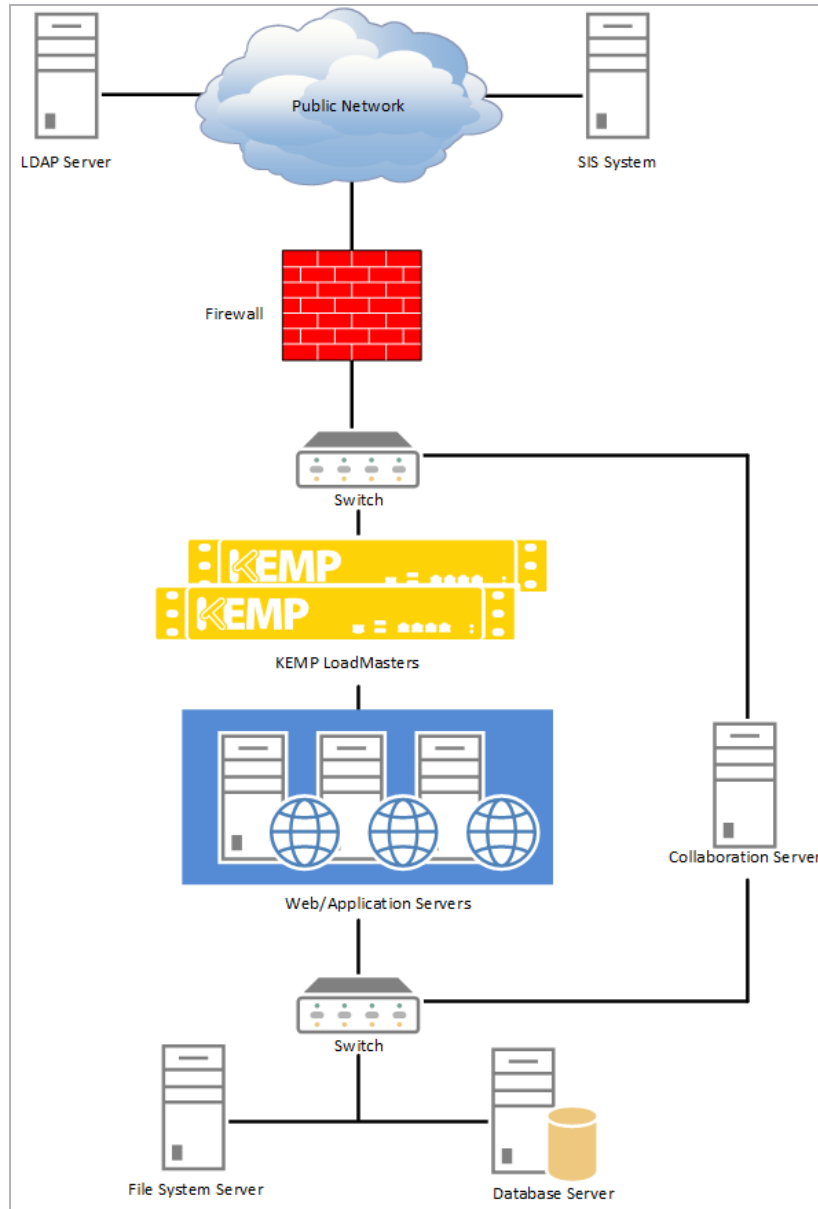 Public Network
LDAP Server
SIS System
Firewall
Switch
KEMP
KEMP
KEMP LoadMasters
Web/Application Servers
Collaboration Server
Switch
File System Server
Database Server